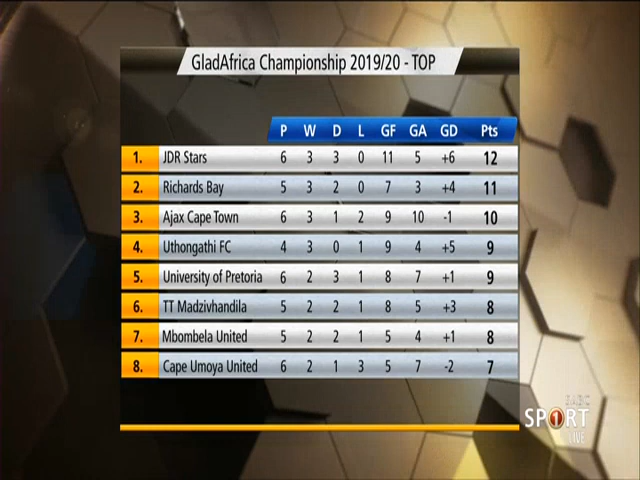 GladAfrica Championship 2019/20 - TOP
P W D L GF GA GD Pts
1. JDR Stars 6 3 3 0 11 5 +6 12
2. Richards Bay 5 3 2 0 7 3 +4 11
3. Ajax Cape Town 6 3 1 2 9 10 -1 10
4. Uthongathi FC 4 3 0 1 9 4 +5 9
5. University of Pretoria 6 2 3 1 8 7 +1 9
6. TT Madzivhandila 5 2 2 1 8 5 +3 8
7. Mbombela United 5 2 2 1 5 4 +1 8
8. Cape Umoya United 6 2 1 3 5 7 -2 7
SABC
SPORT 1
LIVE